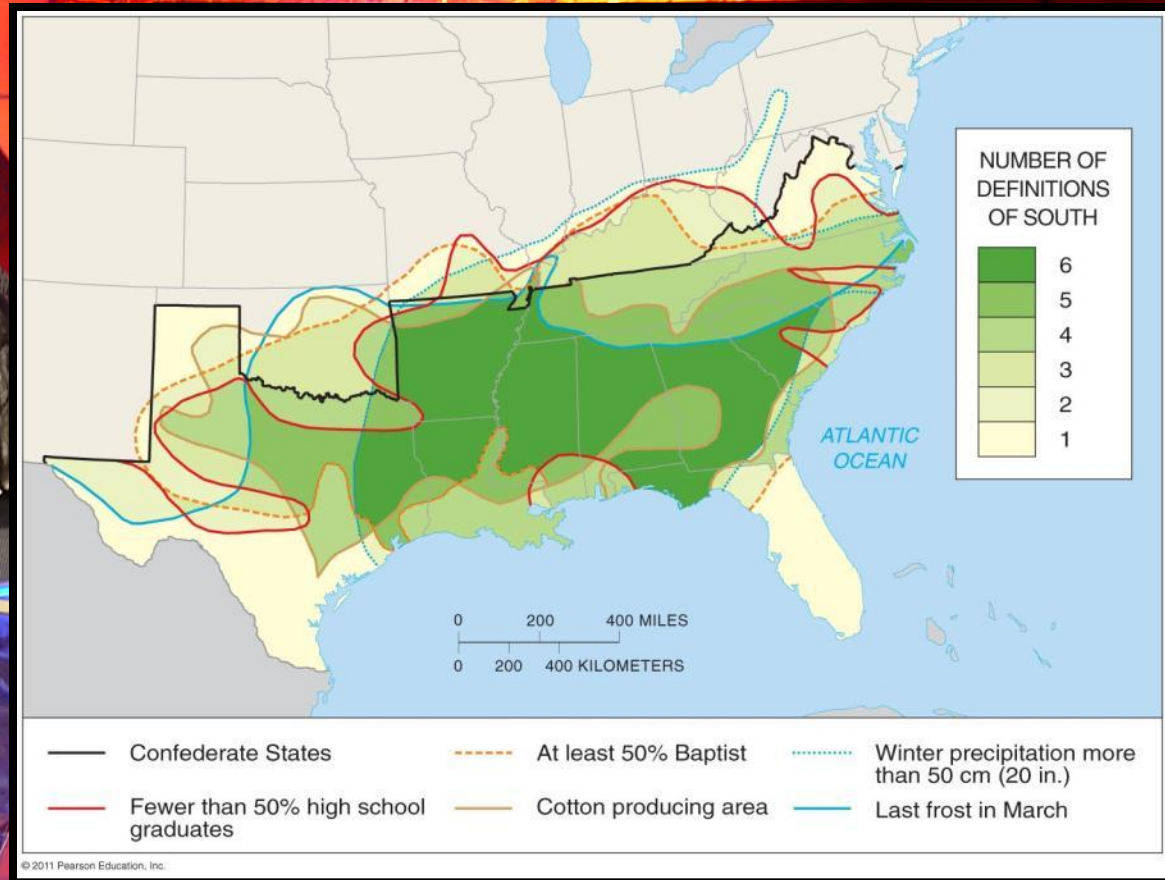 NUMBER OF
DEFINITIONS
OF SOUTH
6
5
4
3
2
1
ATLANTIC
OCEAN
0 200 400 MILES
0 200 400 KILOMETERS
Confederate States
At least 50% Baptist
Winter precipitation more
than 50 cm (20 in.)
Fewer than 50% high school
graduates
Cotton producing area
Last frost in March
© 2011 Pearson Education, Inc.